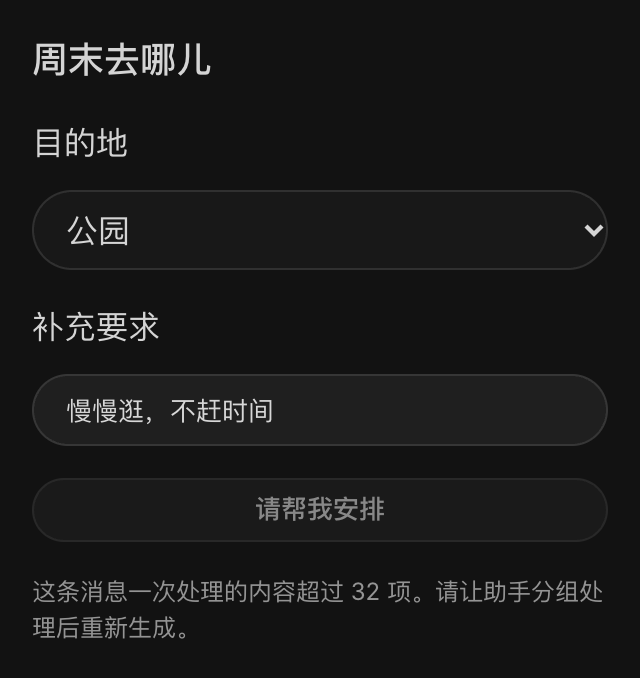 周末去哪儿
目的地
公园
补充要求
慢慢逛，不赶时间
请帮我安排
这条消息一次处理的内容超过 32 项。请让助手分组处
理后重新生成。